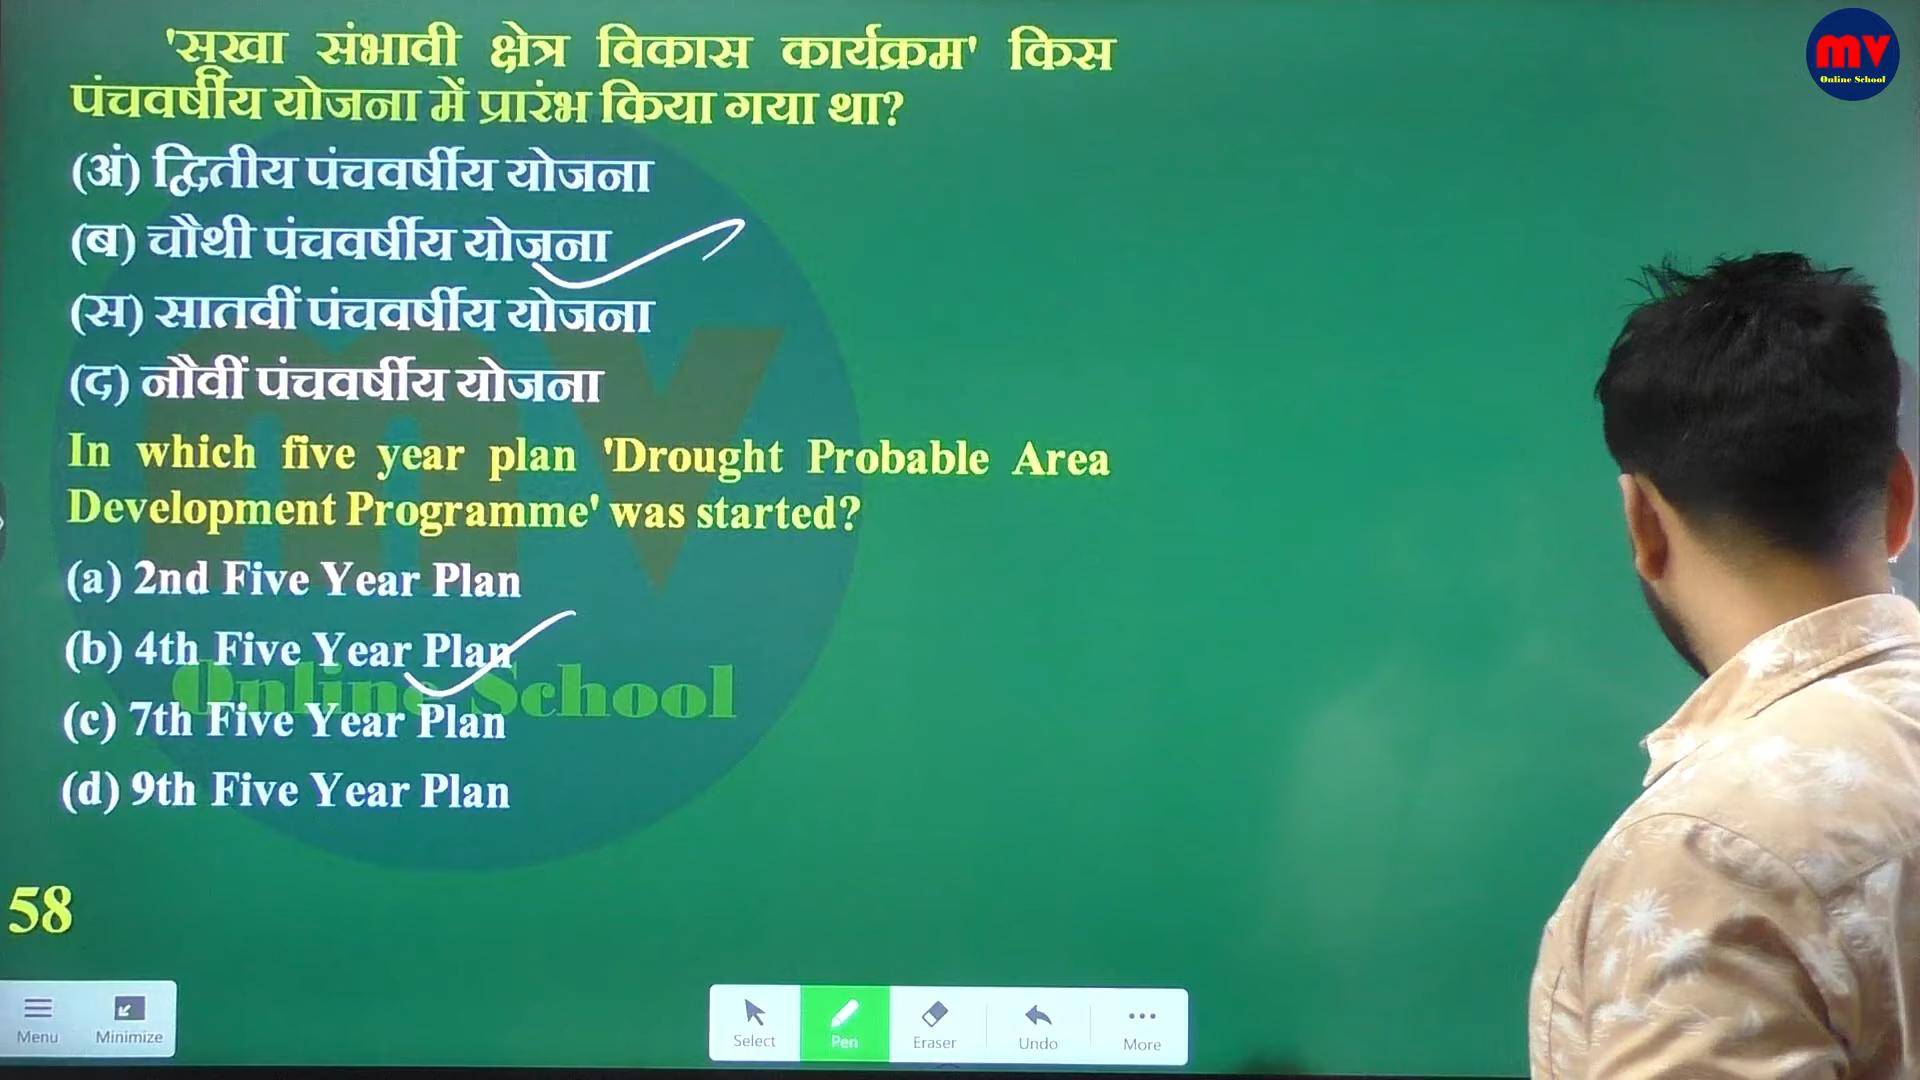 'सूखा संभावी क्षेत्र विकास कार्यक्रम' किस
पंचवर्षीय योजना में प्रारंभ किया गया था?
(अं) द्वितीय पंचवर्षीय योजना
(ब) चौथी पंचवर्षीय योजना
(स) सातवीं पंचवर्षीय योजना
(द) नौवीं पंचवर्षीय योजना
In which five year plan 'Drought Probable Area
Development Programme' was started?
(a) 2nd Five Year Plan
(b) 4th Five Year Plan
(c) 7th Five Year Plan
(d) 9th Five Year Plan
mv
Online School
58
Menu Minimize
Select Pen Eraser Undo More
mv
Online School